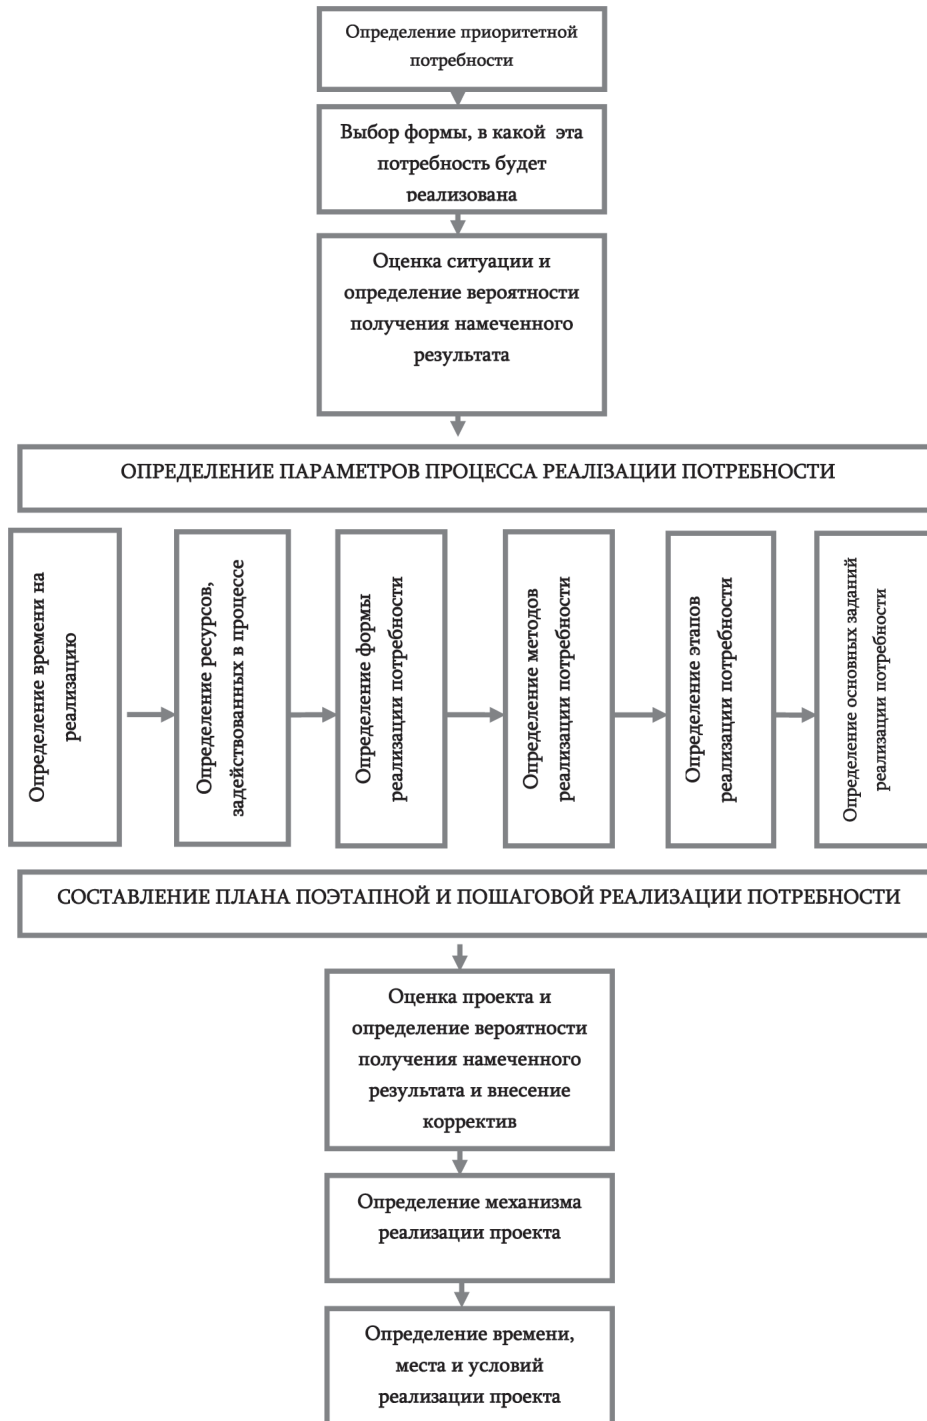 Определение приоритетной
потребности
Выбор формы, в какой эта
потребность будет
реализована
Оценка ситуации и
определение вероятности
получения намеченного
результата
ОПРЕДЕЛЕНИЕ ПАРАМЕТРОВ ПРОЦЕССА РЕАЛІЗАЦИИ ПОТРЕБНОСТИ
Определение времени на
реализацию
Определение ресурсов,
задействованных в процессе
Определение формы
реализации потребности
Определение методов
реализации потребности
Определение этапов
реализации потребности
Определение основных заданий
реализации потребности
СОСТАВЛЕНИЕ ПЛАНА ПОЭТАПНОЙ И ПОШАГОВОЙ РЕАЛИЗАЦИИ ПОТРЕБНОСТИ
Оценка проекта и
определение вероятности
получения намеченного
результата и внесение
корректив
Определение механизма
реализации проекта
Определение времени,
места и условий
реализации проекта